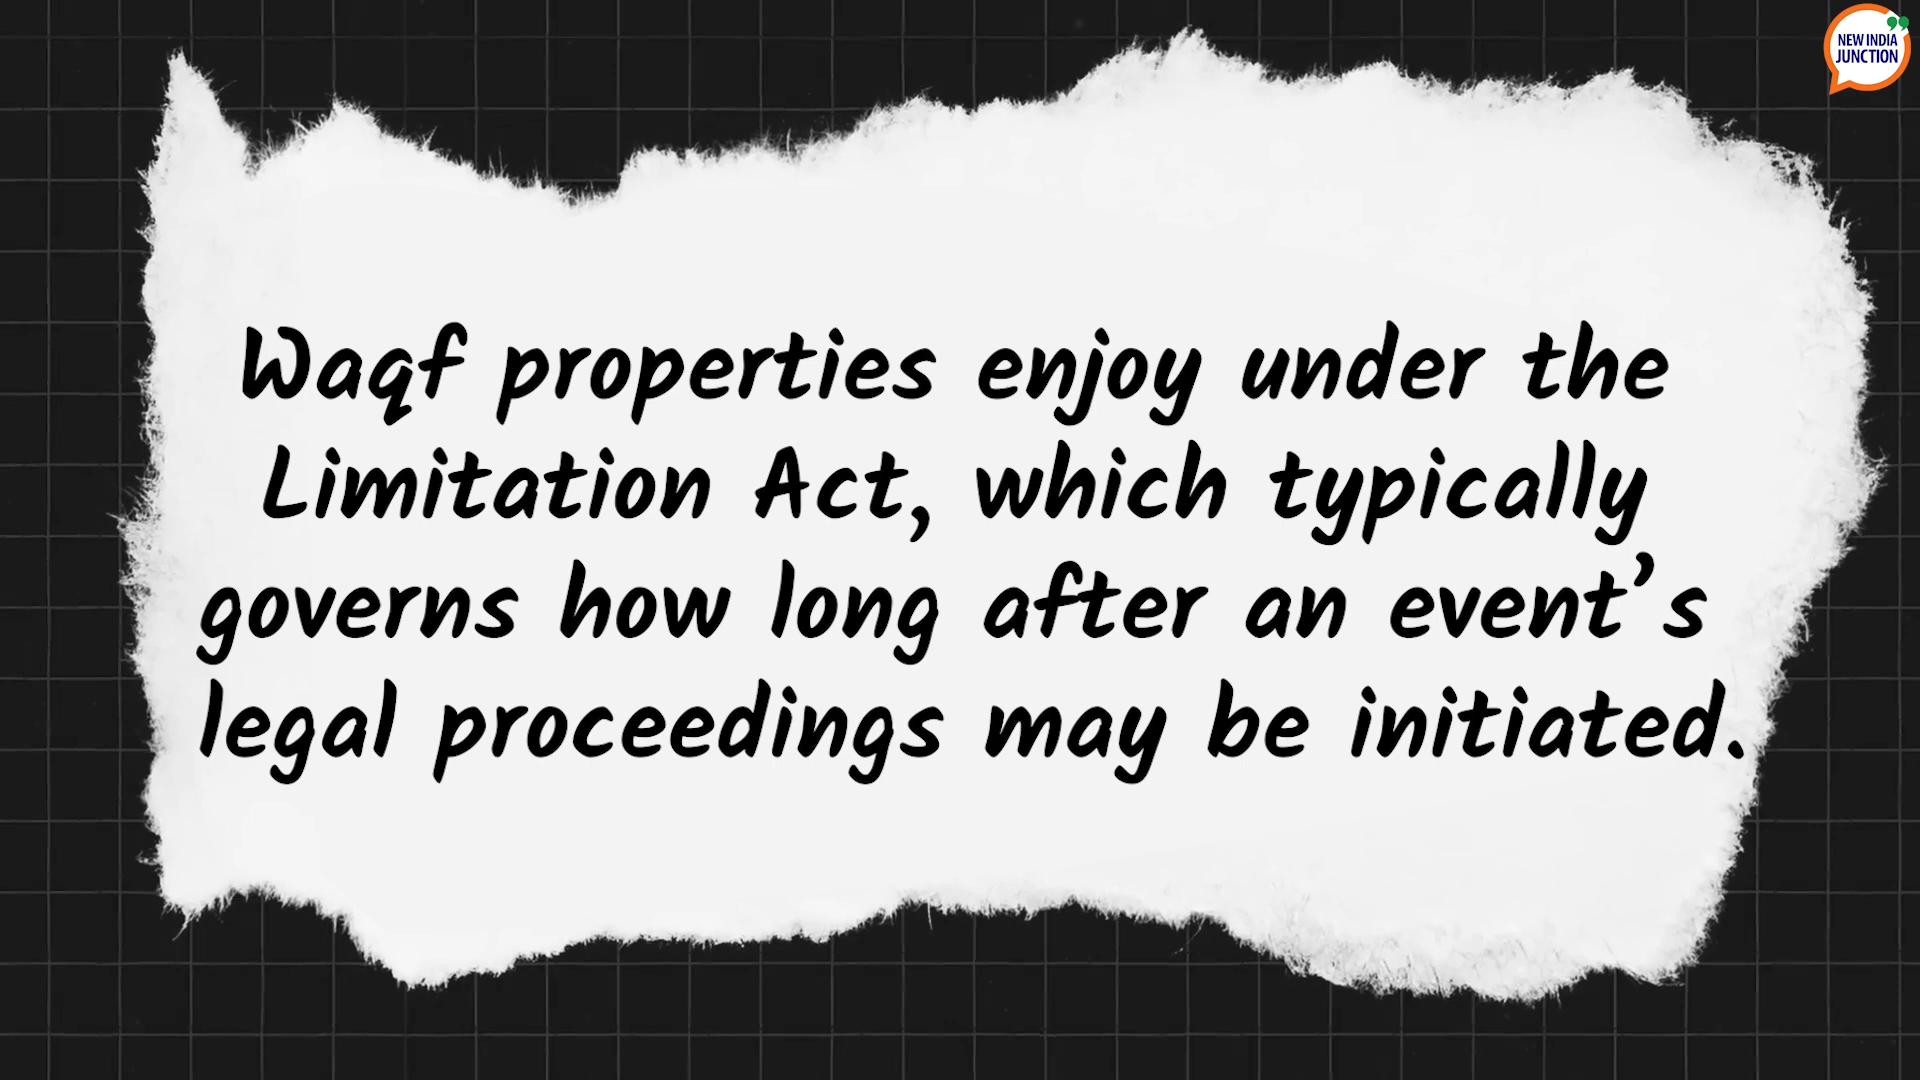 NEW INDIA
JUNCTION
Waqf properties enjoy under the
Limitation Act, which typically
governs how long after an event’s
legal proceedings may be initiated.